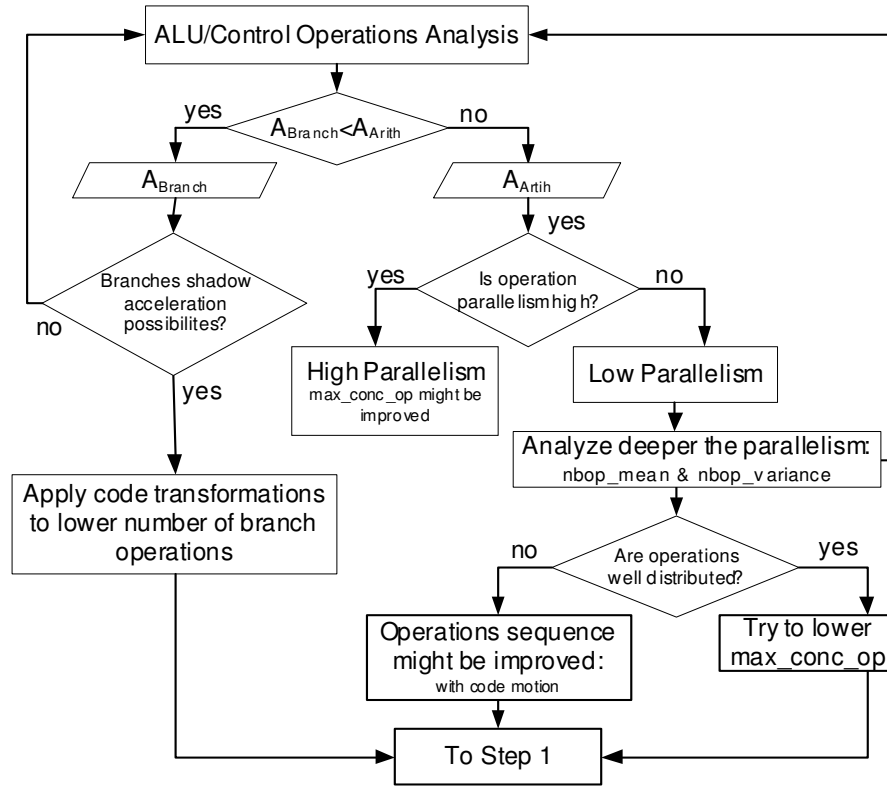 ALU/Control Operations Analysis
yes
no
ABranch<AArith
ABranch
AArtih
yes
Branches shadow
acceleration
possibilites?
no
yes
yes
Is operation
parallelism high?
no
High Parallelism
max_conc_op might be
improved
Low Parallelism
Analyze deeper the parallelism:
nbop_mean & nbop_variance
Apply code transformations
to lower number of branch
operations
no
Are operations
well distributed?
yes
Operations sequence
might be improved:
with code motion
Try to lower
max_conc_op
To Step 1